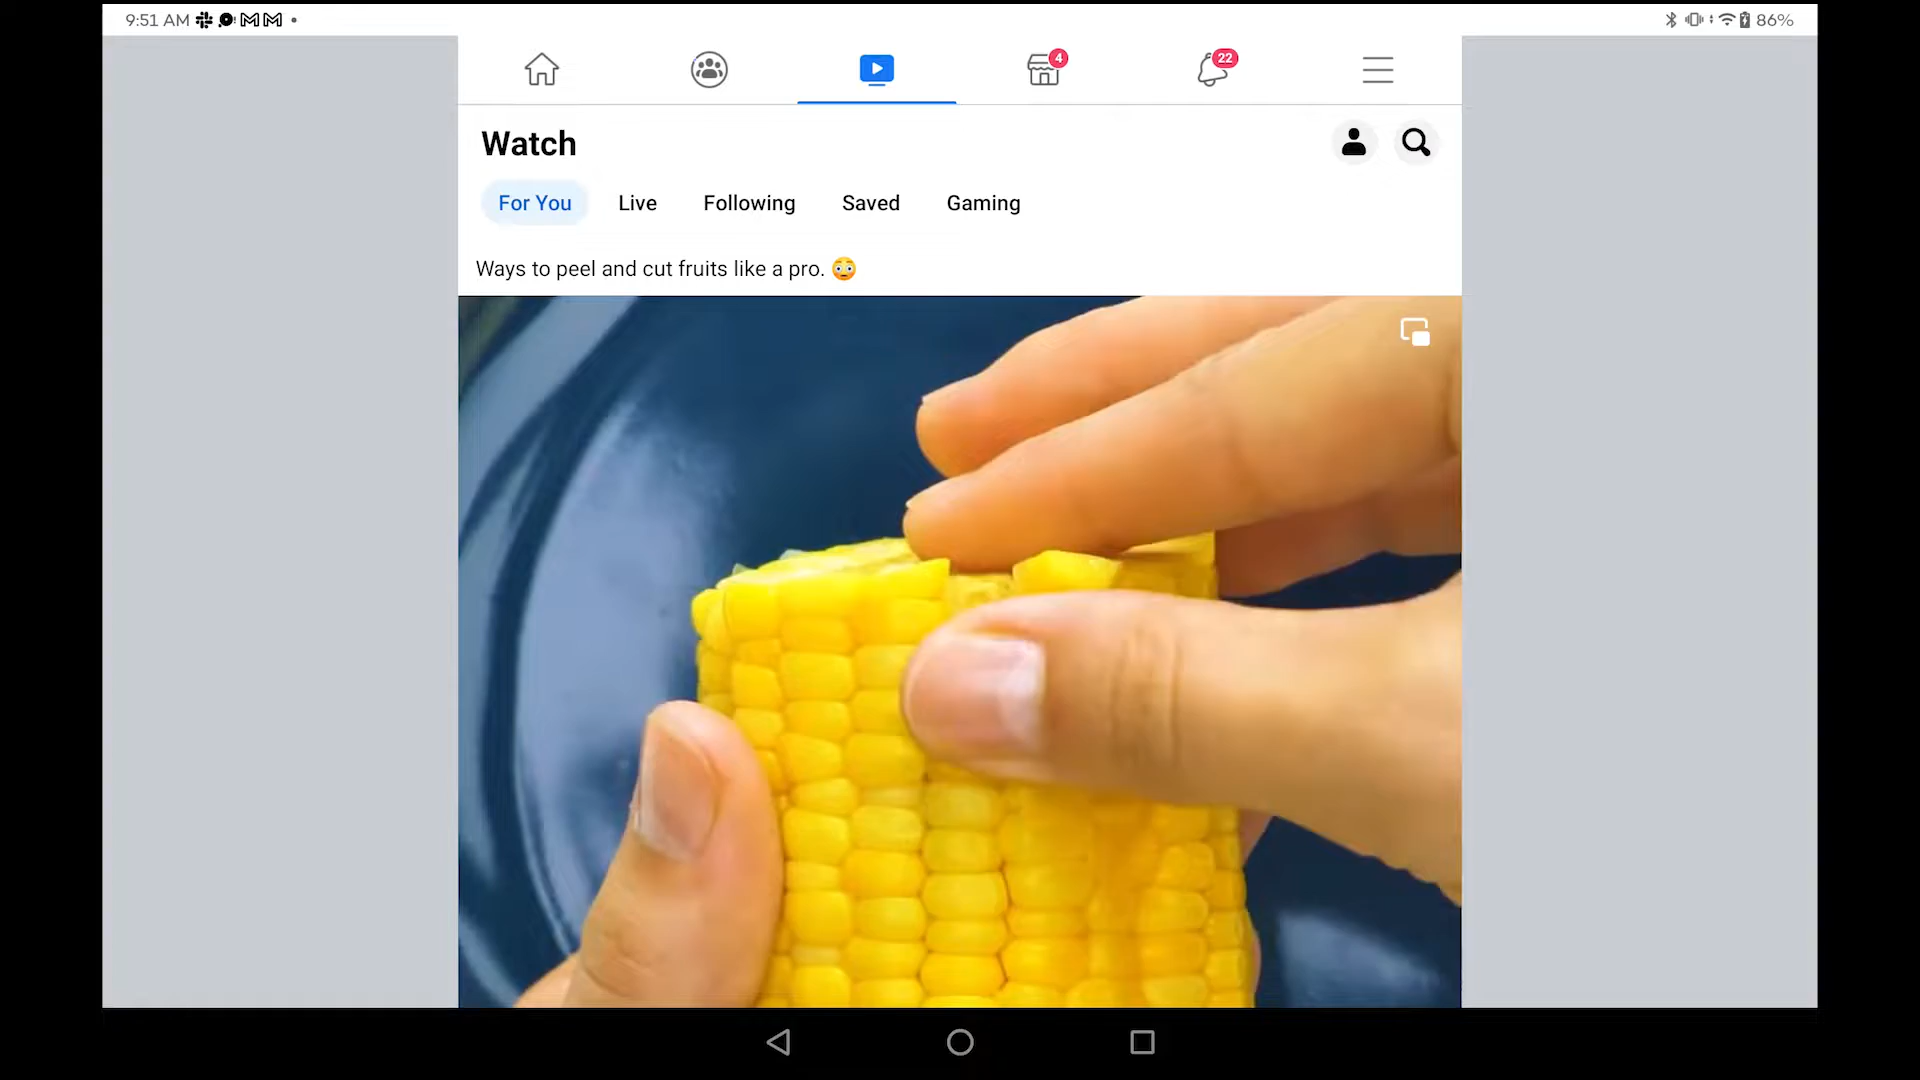 9:51 AM
86%
4
22
Watch
For You
Live
Following
Saved
Gaming
Ways to peel and cut fruits like a pro. 😳